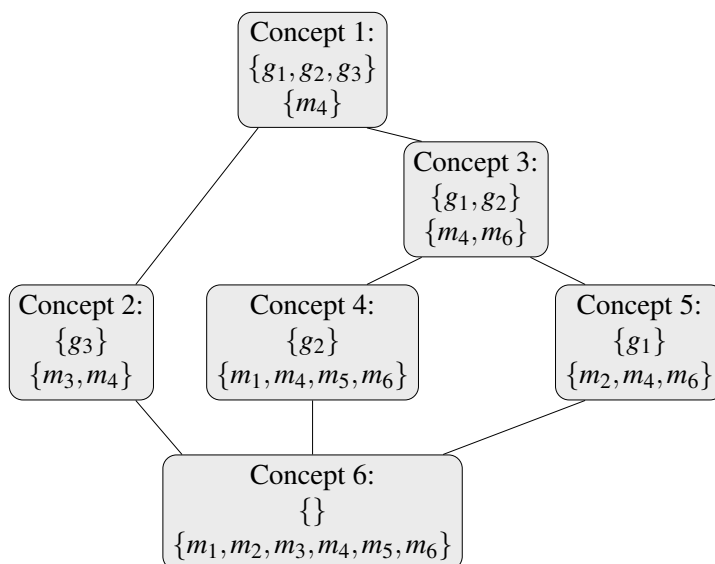 Concept 1:
{g₁, g₂, g₃}
{m₄}
Concept 3:
{g₁, g₂}
{m₄, m₆}
Concept 2:
{g₃}
{m₃, m₄}
Concept 4:
{g₂}
{m₁, m₄, m₅, m₆}
Concept 5:
{g₁}
{m₂, m₄, m₆}
Concept 6:
{}
{m₁, m₂, m₃, m₄, m₅, m₆}